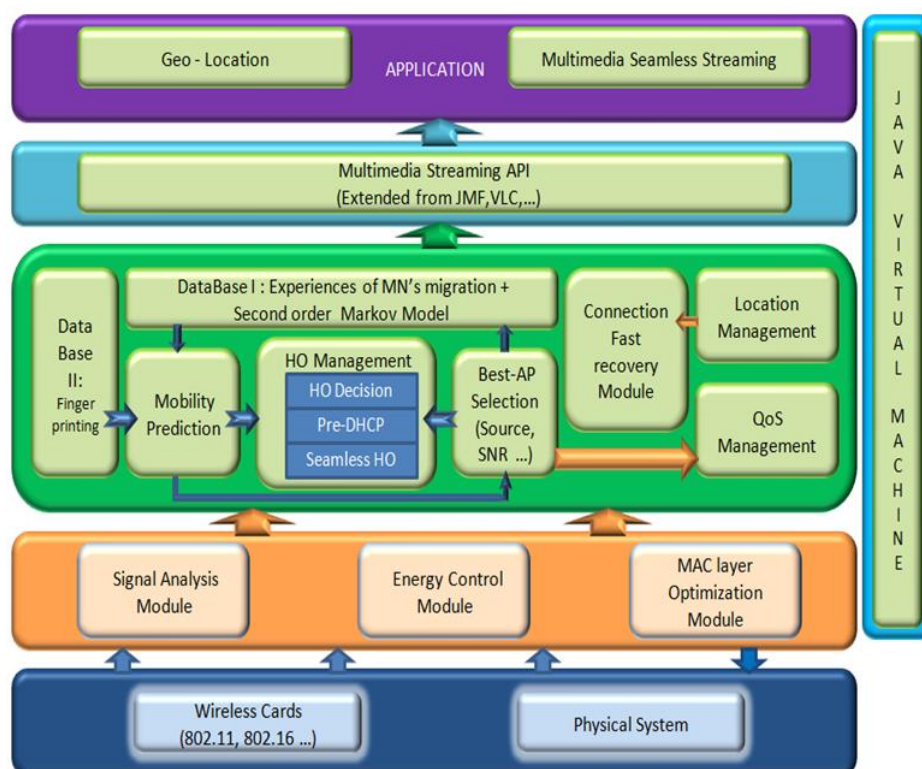 Geo - Location
APPLICATION
Multimedia Seamless Streaming
Multimedia Streaming API
(Extended from JMF,VLC,...)
Data
Base
II:
Finger
printing)
DataBase I : Experiences of MN's migration +
Second order Markov Model
Mobility
Prediction
HO Management
HO Decision
Pre-DHCP
Seamless HO
Best-AP
Selection
(Source,
SNR ...)
Connection
Fast
recovery
Module
Location
Management
QoS
Management
Signal Analysis
Module
Energy Control
Module
MAC layer
Optimization
Module
Wireless Cards
(802.11, 802.16 ...)
Physical System
JAVA VIRTUAL MACHINE